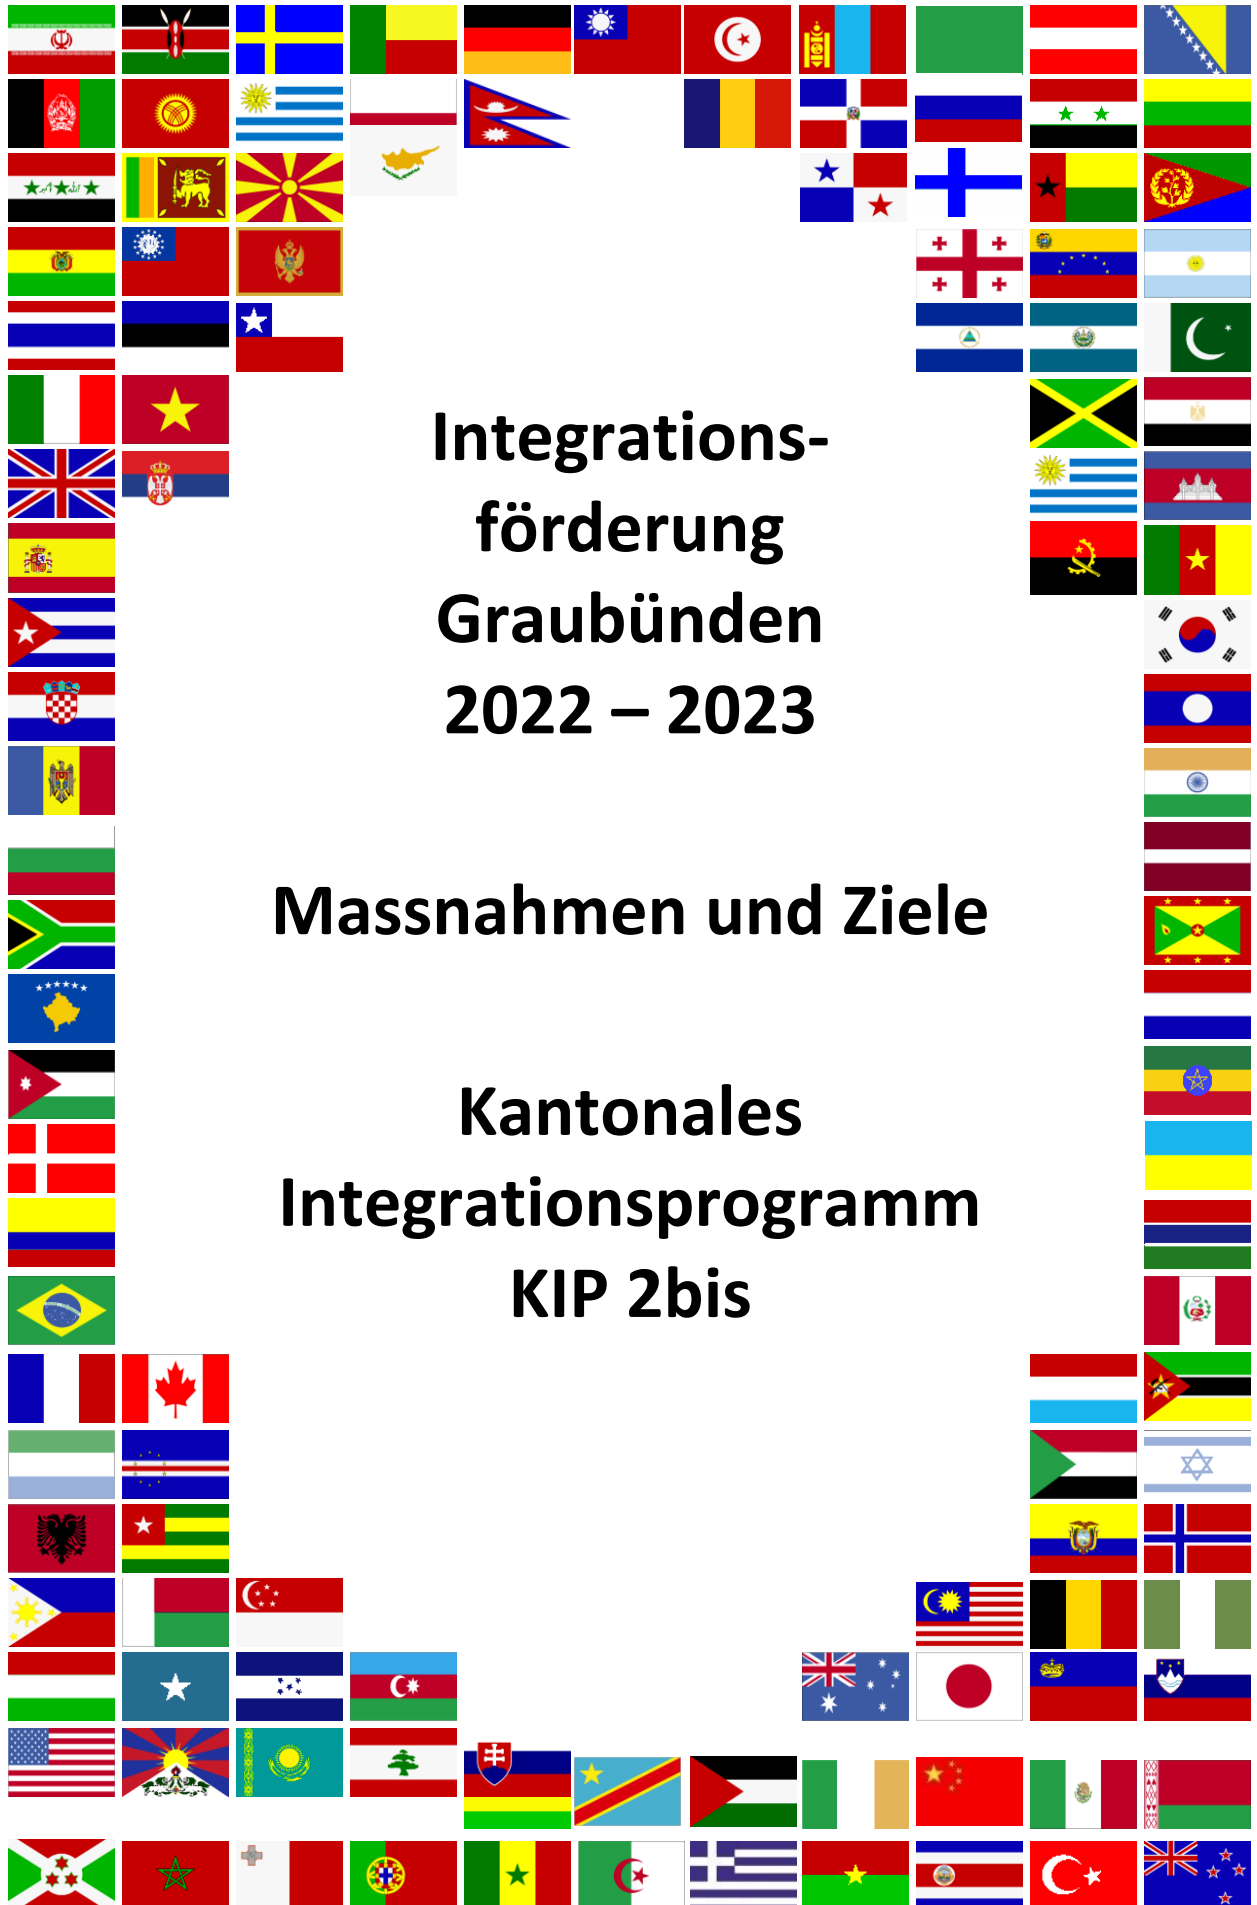 Integrations-
förderung
Graubünden
2022 – 2023
Massnahmen und Ziele
Kantonales
Integrationsprogramm
KIP 2bis